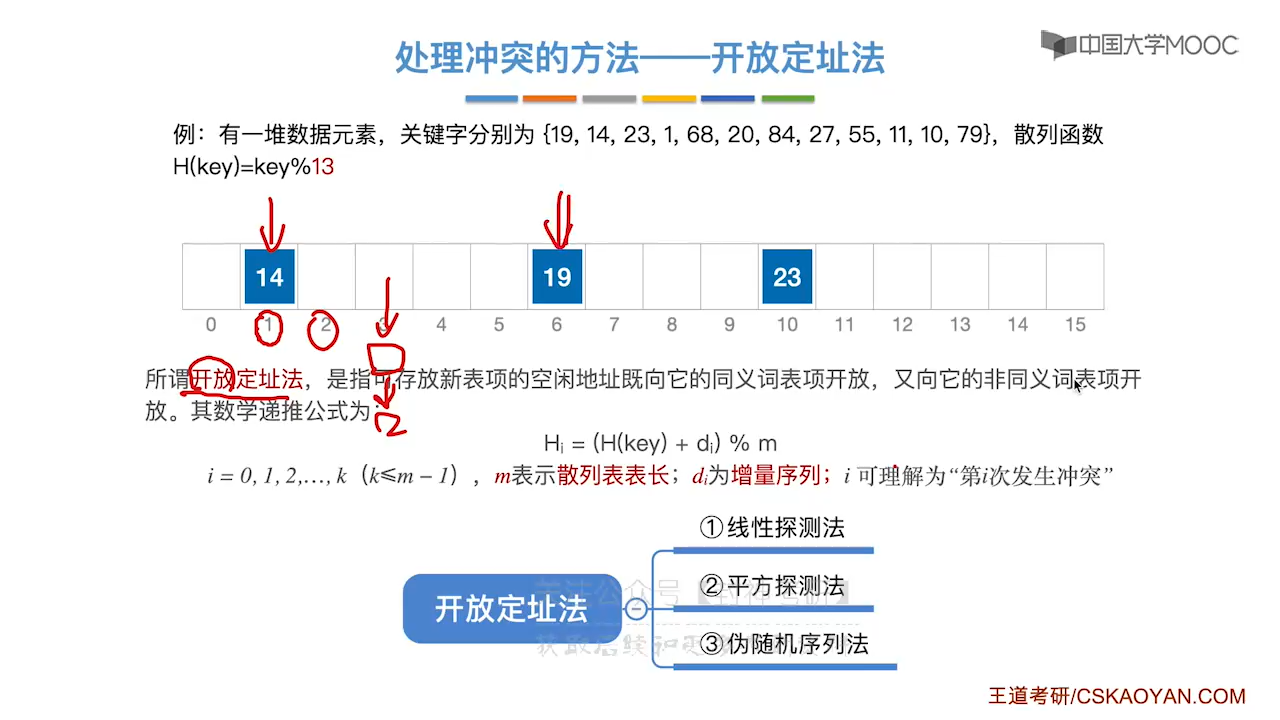 处理冲突的方法——开放定址法
中国大学MOOC
例：有一堆数据元素，关键字分别为 {19, 14, 23, 1, 68, 20, 84, 27, 55, 11, 10, 79}，散列函数
H(key)=key%13
14 19 23
0 1 2 3 4 5 6 7 8 9 10 11 12 13 14 15
所谓开放定址法，是指可存放新表项的空闲地址既向它的同义词表项开放，又向它的非同义词表项开
放。其数学递推公式为：
Hᵢ = (H(key) + dᵢ) % m
i = 0, 1, 2,…, k（k≤m − 1），m表示散列表表长；dᵢ为增量序列；i 可理解为“第i次发生冲突”
①线性探测法
②平方探测法
开放定址法
③伪随机序列法
王道考研/CSKAOYAN.COM